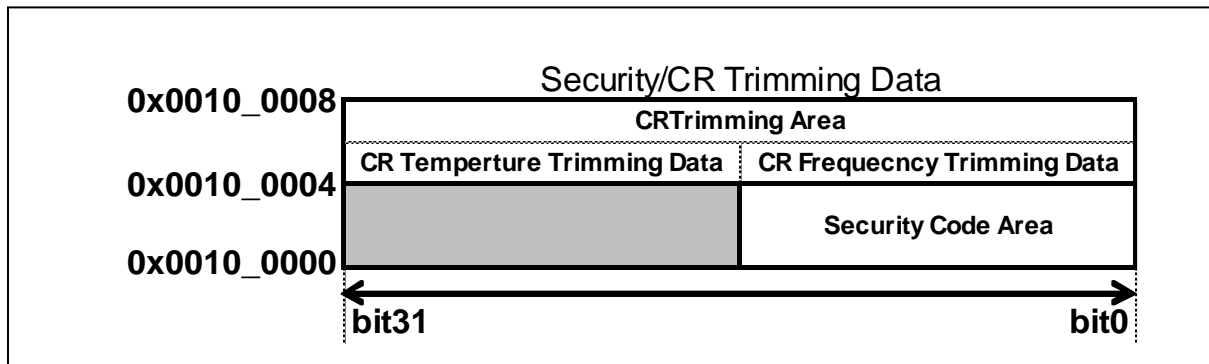 Security/CR Trimming Data
0x0010_0008
CRTrimming Area
CR Temperture Trimming Data CR Frequecncy Trimming Data
0x0010_0004
Security Code Area
0x0010_0000
bit31 bit0